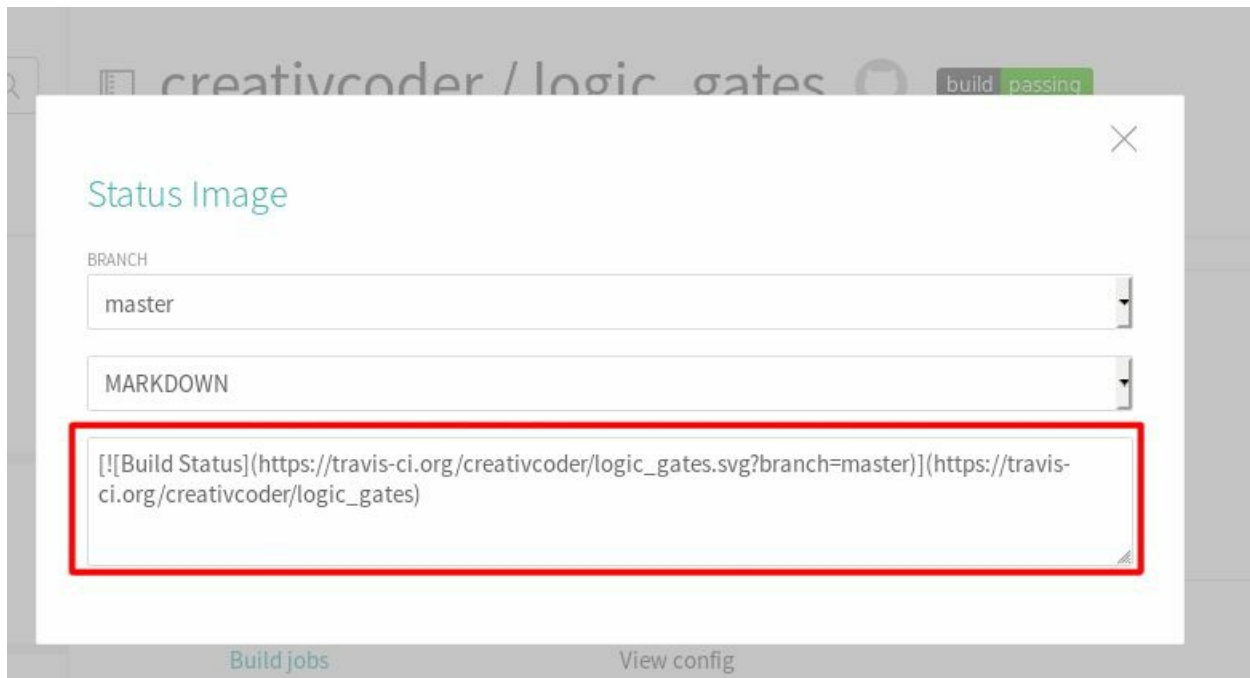 creativcoder / logic_gates
build passing
Status Image
BRANCH
master
MARKDOWN
[![Build Status](https://travis-ci.org/creativcoder/logic_gates.svg?branch=master)](https://travis-
ci.org/creativcoder/logic_gates)
Build jobs
View config